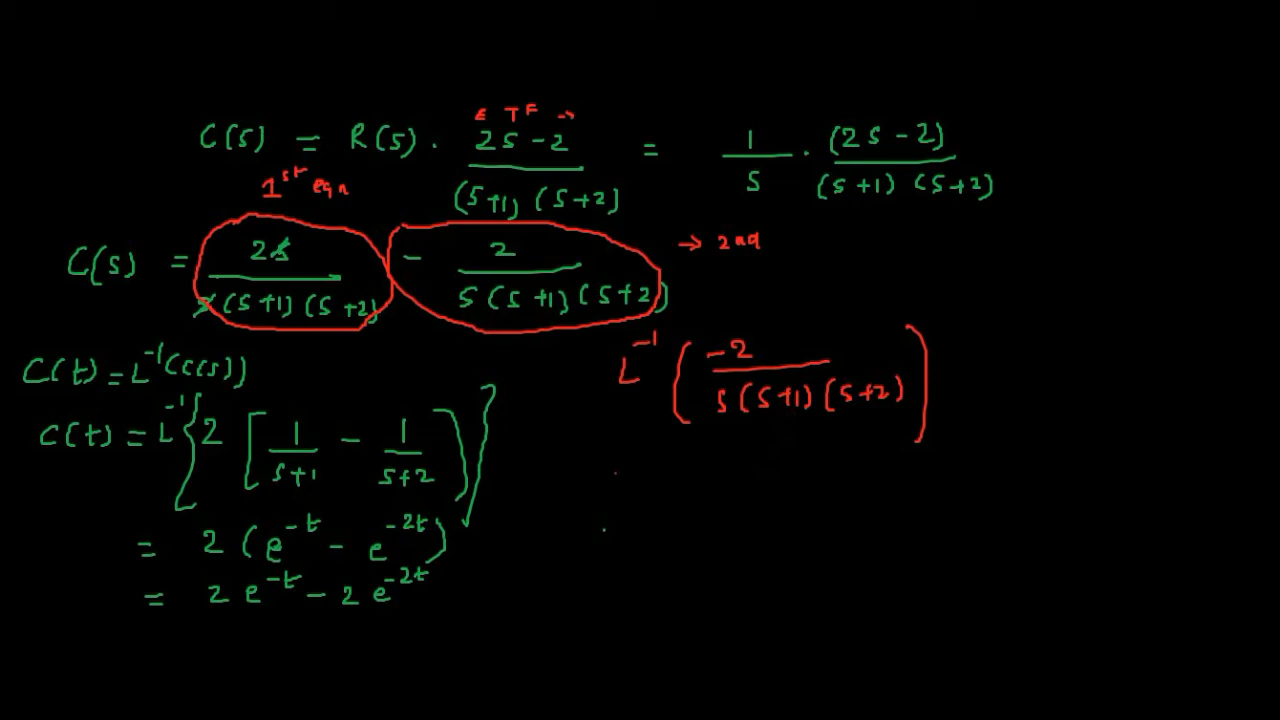 ← TF →
C(s) = R(s) · (2s - 2) / ((s+1) (s+2)) = 1/s · (2s - 2) / ((s+1) (s+2))
1st eqn
C(s) = 2s / (s(s+1)(s+2)) - 2 / (s(s+1)(s+2)) → 2nd
C(t) = L^-1(C(s))
C(t) = L^-1{2 [1/(s+1) - 1/(s+2))}
= 2 (e^-t - e^-2t)
= 2e^-t - 2e^-2t
L^-1 (-2 / (s(s+1)(s+2)))